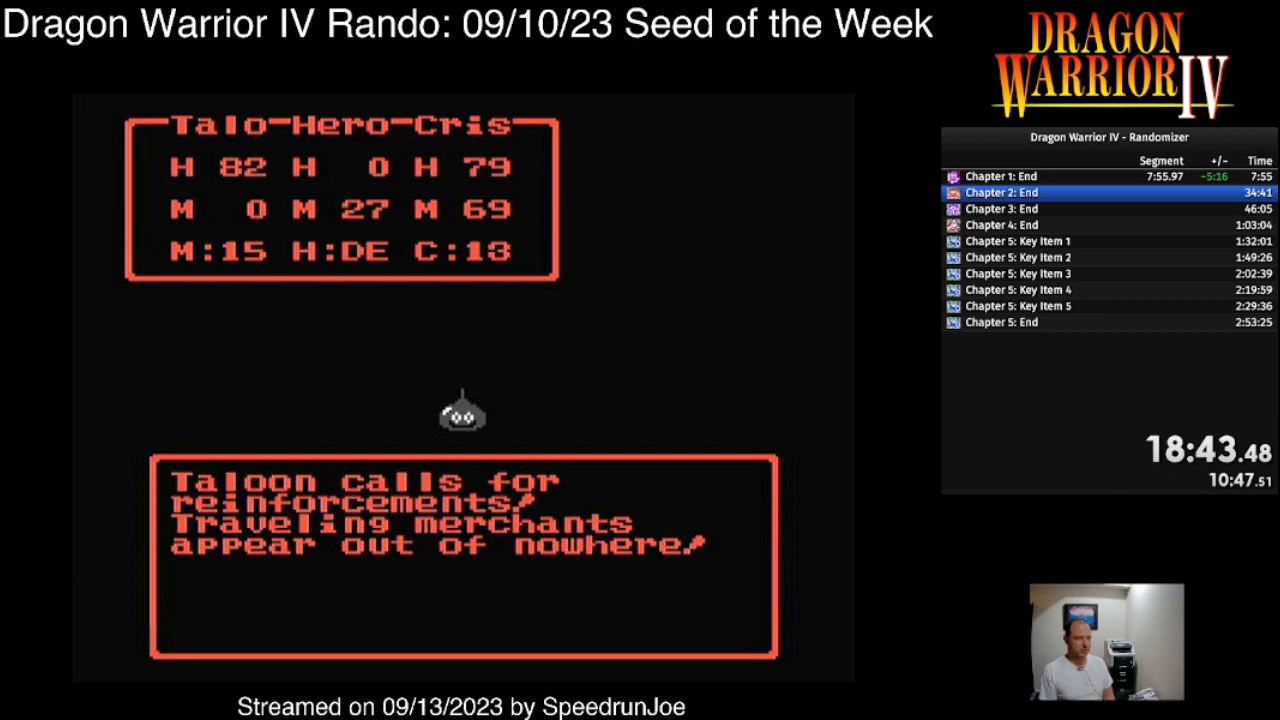 Dragon Warrior IV Rando: 09/10/23 Seed of the Week
DRAGON
WARRIOR IV
Talo Hero Cris
H 82 H 0 H 79
M 0 M 27 M 69
M:15 H:DE C:13
Taloon calls for
reinforcements!
Traveling merchants
appear out of nowhere!
Dragon Warrior IV - Randomizer
Segment +/- Time
Chapter 1: End 7:55.97 -5:16 7:55
Chapter 2: End 34:41
Chapter 3: End 46:05
Chapter 4: End 1:03:04
Chapter 5: Key Item 1 1:32:01
Chapter 5: Key Item 2 1:49:26
Chapter 5: Key Item 3 2:02:39
Chapter 5: Key Item 4 2:19:59
Chapter 5: Key Item 5 2:29:36
Chapter 5: End 2:53:25
18:43.48
10:47.51
Streamed on 09/13/2023 by SpeedrunJoe